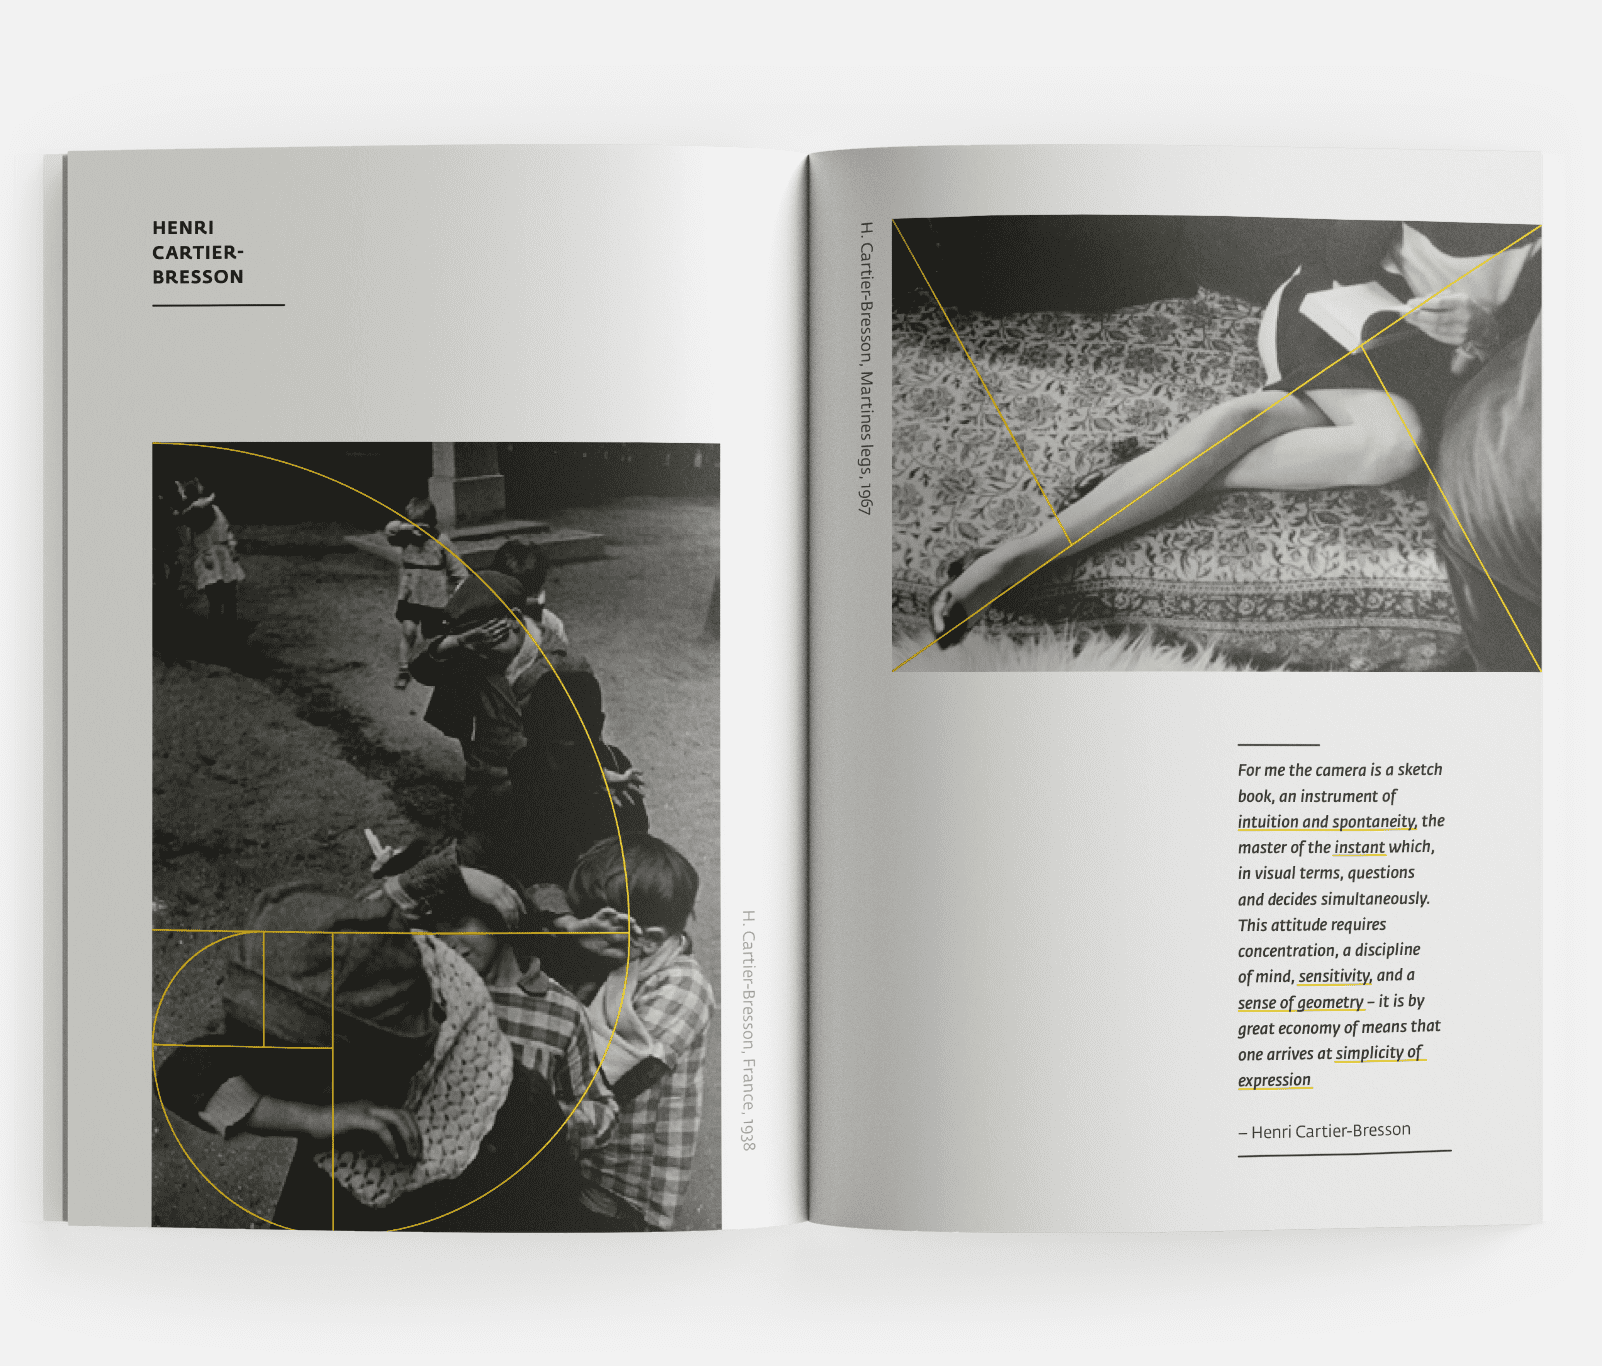 HENRI
CARTIER-
BRESSON
H. Cartier-Bresson, France, 1938
H. Cartier-Bresson, Martines legs, 1967
For me the camera is a sketch
book, an instrument of
intuition and spontaneity, the
master of the instant which,
in visual terms, questions
and decides simultaneously.
This attitude requires
concentration, a discipline
of mind, sensitivity, and a
sense of geometry – it is by
great economy of means that
one arrives at simplicity of
expression
– Henri Cartier-Bresson